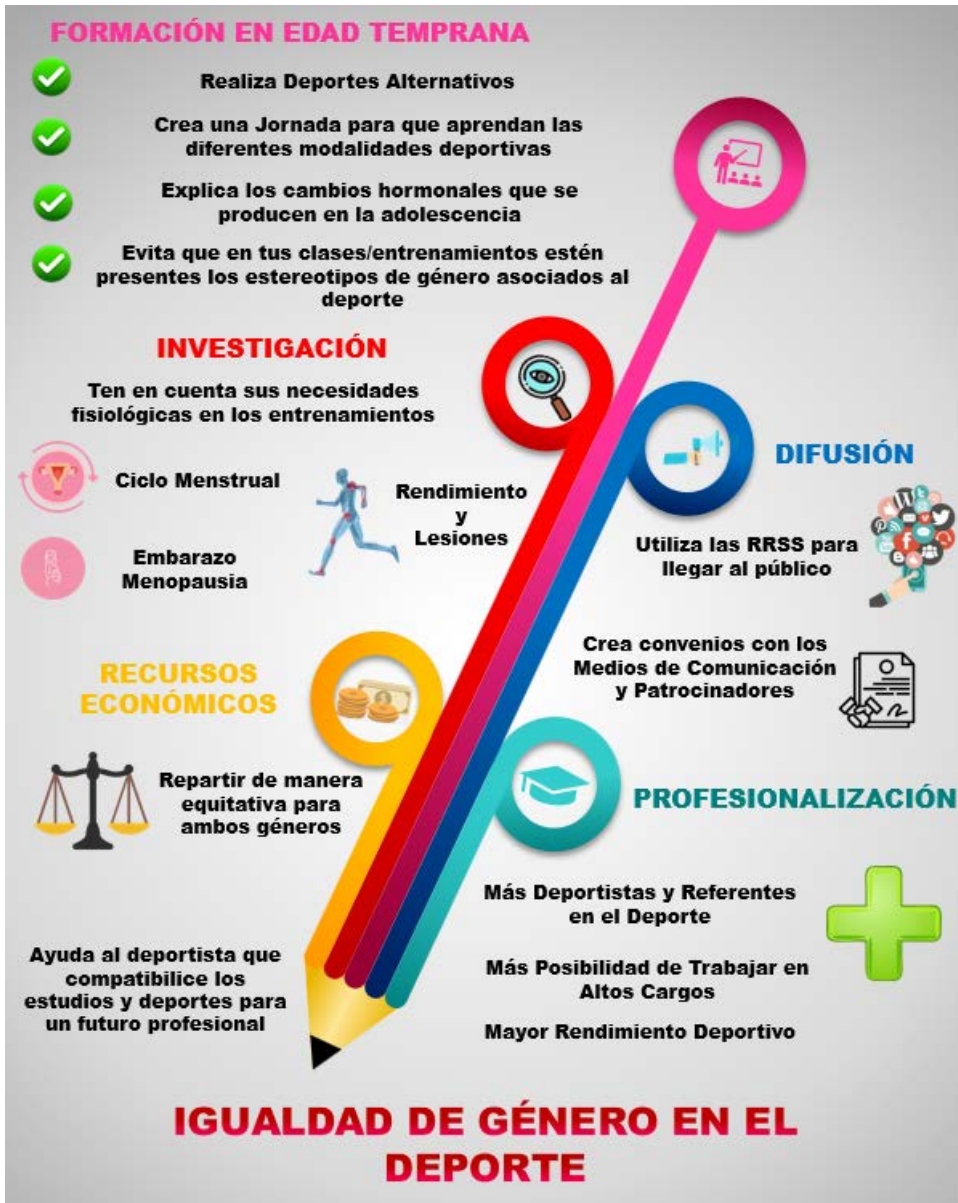 FORMACIÓN EN EDAD TEMPRANA
Realiza Deportes Alternativos
Crea una Jornada para que aprendan las
diferentes modalidades deportivas
Explica los cambios hormonales que se
producen en la adolescencia
Evita que en tus clases/entrenamientos estén
presentes los estereotipos de género asociados al
deporte
INVESTIGACIÓN
Ten en cuenta sus necesidades
fisiológicas en los entrenamientos
Ciclo Menstrual
Embarazo
Menopausia
Rendimiento
y
Lesiones
DIFUSIÓN
Utiliza las RRSS para
llegar al público
Crea convenios con los
Medios de Comunicación
y Patrocinadores
RECURSOS
ECONÓMICOS
Repartir de manera
equitativa para
ambos géneros
Ayuda al deportista que
compatibilice los
estudios y deportes para
un futuro profesional
PROFESIONALIZACIÓN
Más Deportistas y Referentes
en el Deporte
Más Posibilidad de Trabajar en
Altos Cargos
Mayor Rendimiento Deportivo
IGUALDAD DE GÉNERO EN EL
DEPORTE